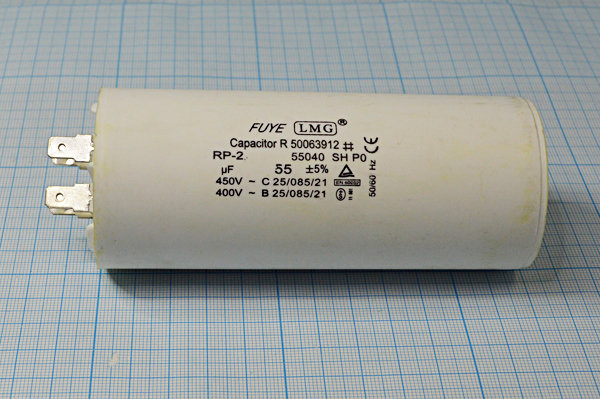 FUYE LMG ®
Capacitor R 50063912
RP-2 55040 SH P0
µF 55 ±5%
450V ~ C 25/085/21
400V ~ B 25/085/21
CE
50/60 Hz